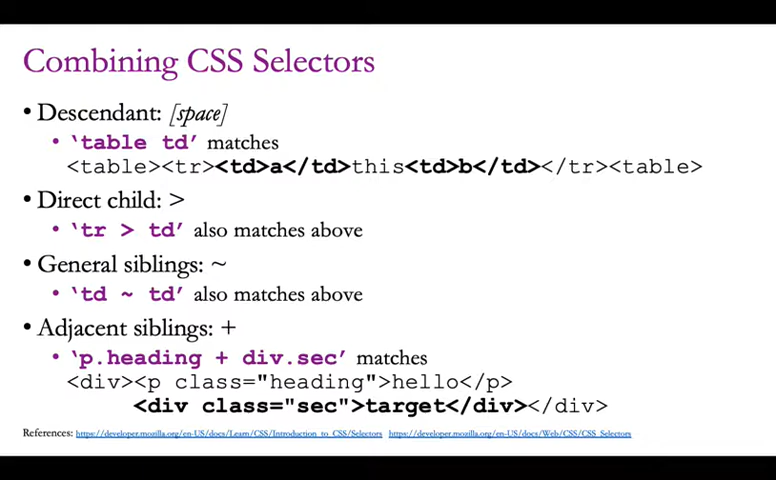 Combining CSS Selectors
• Descendant: [space]
• ‘table td’ matches
<table><tr><td>a</td>this<td>b</td></tr><table>
• Direct child: >
• ‘tr > td’ also matches above
• General siblings: ~
• ‘td ~ td’ also matches above
• Adjacent siblings: +
• ‘p.heading + div.sec’ matches
<div><p class="heading">hello</p>
<div class="sec">target</div></div>
References: https://developer.mozilla.org/en-US/docs/Learn/CSS/Introduction_to_CSS/Selectors https://developer.mozilla.org/en-US/docs/Web/CSS/CSS_Selectors